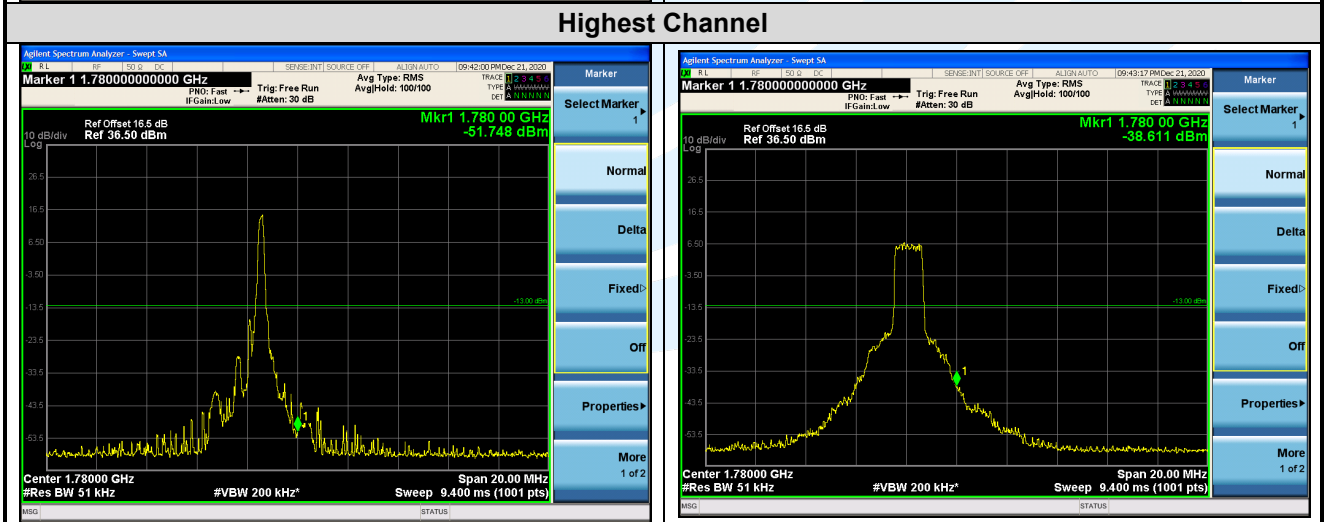 Highest Channel
Agilent Spectrum Analyzer - Swept SA
RL RF 50 Ω DC SENSE:INT SOURCE OFF ALIGN AUTO 09:42:00 PM Dec 21, 2020
Marker 1 1.780000000000 GHz
PNO: Fast
IFGain:Low
Trig: Free Run
#Atten: 30 dB
Avg Type: RMS
Avg|Hold: 100/100
TRACE 1 2 3 4 5 6
TYPE A
DET A N N N N N
Mkr1 1.780 00 GHz
-51.748 dBm
Ref Offset 16.5 dB
10 dB/div Ref 36.50 dBm
Log
26.5
16.5
6.50
-3.50
-13.5
-23.5
-33.5
-43.5
-53.5
-13.00 dBm
1
Center 1.78000 GHz Span 20.00 MHz
#Res BW 51 kHz #VBW 200 kHz* Sweep 9.400 ms (1001 pts)
MSG STATUS
Marker
Select Marker
1
Normal
Delta
Fixed
Off
Properties
More
1 of 2
Agilent Spectrum Analyzer - Swept SA
RL RF 50 Ω DC SENSE:INT SOURCE OFF ALIGN AUTO 09:43:17 PM Dec 21, 2020
Marker 1 1.780000000000 GHz
PNO: Fast
IFGain:Low
Trig: Free Run
#Atten: 30 dB
Avg Type: RMS
Avg|Hold: 100/100
TRACE 1 2 3 4 5 6
TYPE A
DET A N N N N N
Mkr1 1.780 00 GHz
-38.611 dBm
Ref Offset 16.5 dB
10 dB/div Ref 36.50 dBm
Log
26.5
16.5
6.50
-3.50
-13.5
-23.5
-33.5
-43.5
-53.5
-13.00 dBm
1
Center 1.78000 GHz Span 20.00 MHz
#Res BW 51 kHz #VBW 200 kHz* Sweep 9.400 ms (1001 pts)
MSG STATUS
Marker
Select Marker
1
Normal
Delta
Fixed
Off
Properties
More
1 of 2